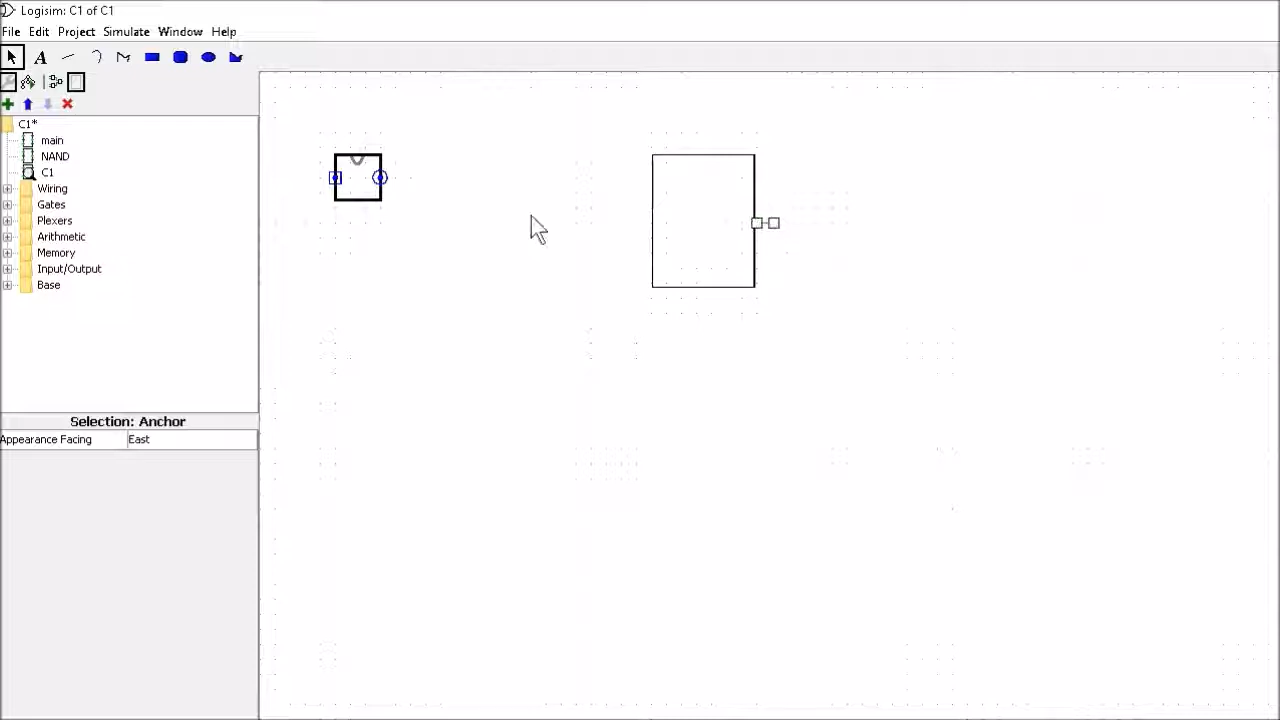 Logisim: C1 of C1
File Edit Project Simulate Window Help
A
C1*
main
NAND
C1
Wiring
Gates
Plexers
Arithmetic
Memory
Input/Output
Base
Selection: Anchor
Appearance Facing East